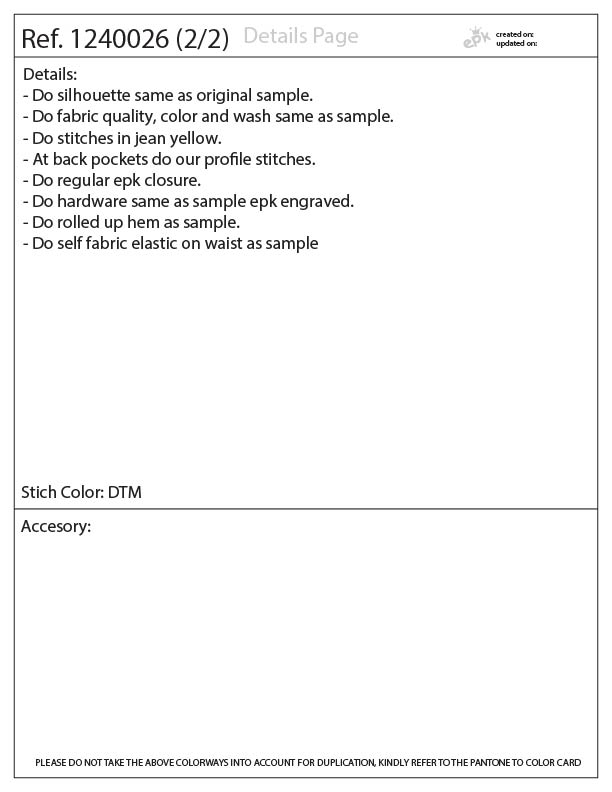 Ref. 1240026 (2/2) Details Page
epk created on:
updated on:
Details:
- Do silhouette same as original sample.
- Do fabric quality, color and wash same as sample.
- Do stitches in jean yellow.
- At back pockets do our profile stitches.
- Do regular epk closure.
- Do hardware same as sample epk engraved.
- Do rolled up hem as sample.
- Do self fabric elastic on waist as sample
Stich Color: DTM
Accesory:
PLEASE DO NOT TAKE THE ABOVE COLORWAYS INTO ACCOUNT FOR DUPLICATION, KINDLY REFER TO THE PANTONE TO COLOR CARD